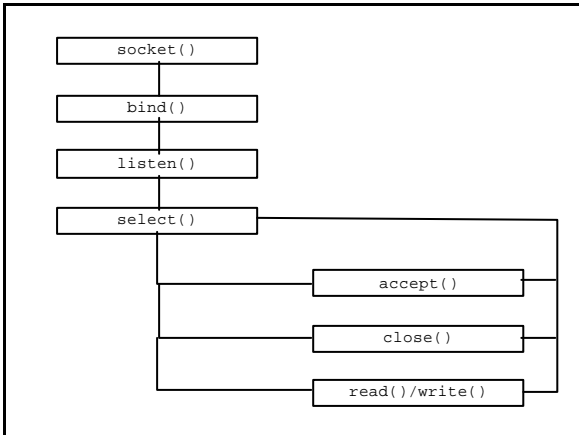 socket()
bind()
listen()
select()
accept()
close()
read()/write()